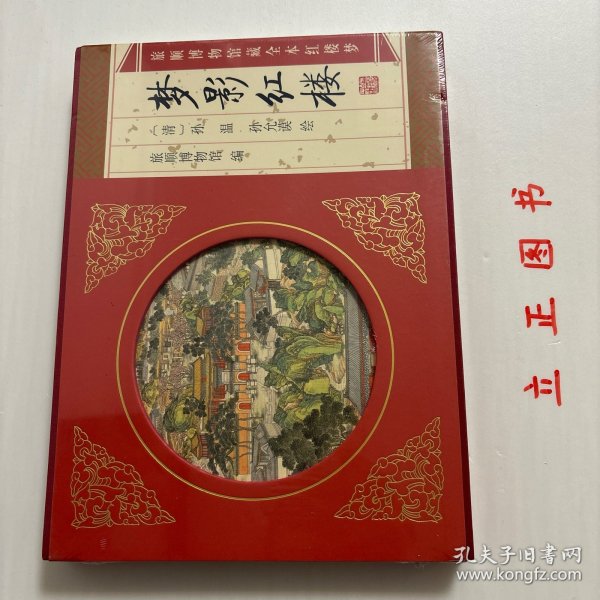 旅顺博物馆藏全本红楼梦
梦影红楼
〔清〕孙温 孙允谟绘
旅顺博物馆 编
立正图书
孔夫子旧书网
www.kongfz.com